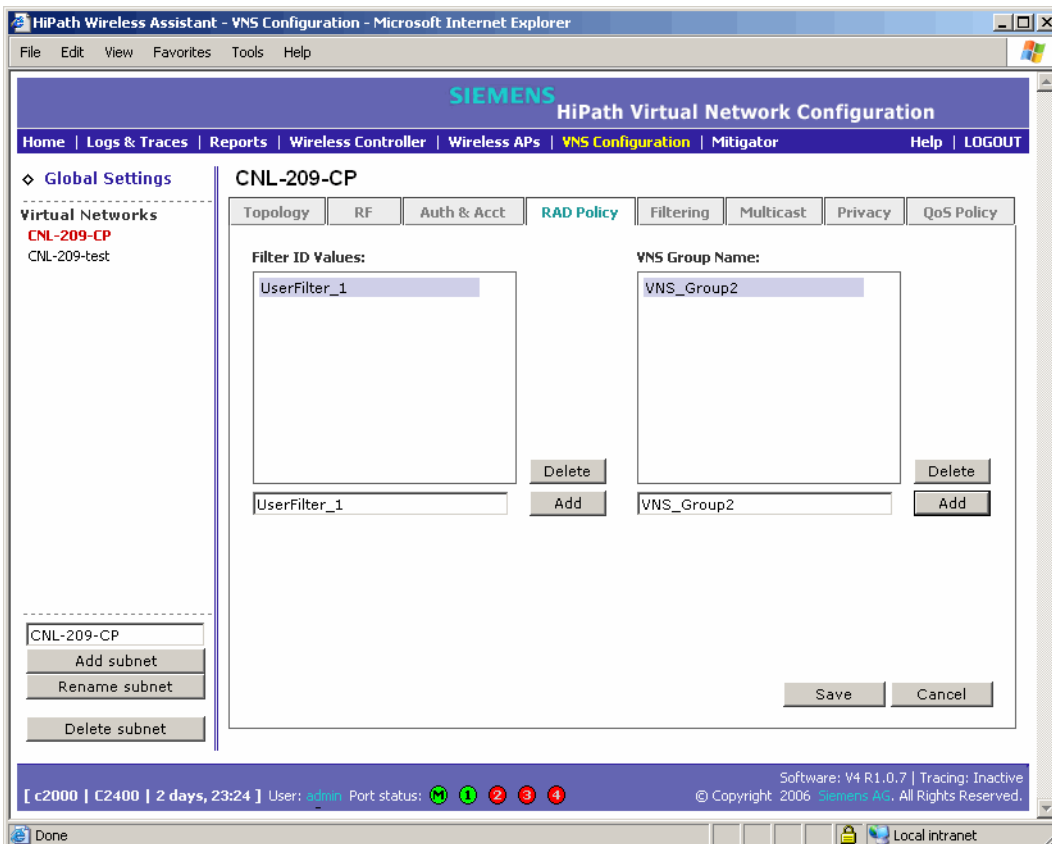 HiPath Wireless Assistant - VNS Configuration - Microsoft Internet Explorer
File Edit View Favorites Tools Help
SIEMENS
HiPath Virtual Network Configuration
Home | Logs & Traces | Reports | Wireless Controller | Wireless APs | VNS Configuration | Mitigator Help | LOGOUT
Global Settings
Virtual Networks
CNL-209-CP
CNL-209-test
CNL-209-CP
Topology RF Auth & Acct RAD Policy Filtering Multicast Privacy QoS Policy
Filter ID Values: VNS Group Name:
UserFilter_1 VNS_Group2
Delete Delete
UserFilter_1 Add VNS_Group2 Add
CNL-209-CP
Add subnet
Rename subnet
Delete subnet
Save Cancel
Software: V4 R1.0.7 | Tracing: Inactive
[ c2000 | C2400 | 2 days, 23:24 ] User: admin Port status: M 1 2 3 4 © Copyright 2006 Siemens AG. All Rights Reserved.
Done Local intranet